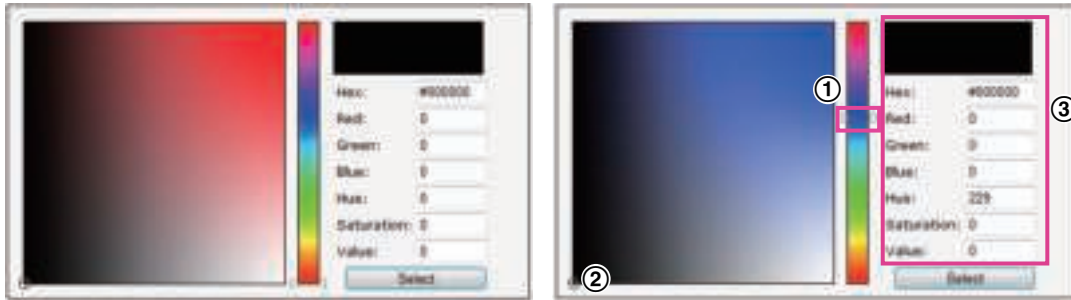 Hex: #000000
Red: 0
Green: 0
Blue: 0
Hue: 0
Saturation: 0
Value: 0
Select
①
②
③
Hex: #000000
Red: 0
Green: 0
Blue: 0
Hue: 229
Saturation: 0
Value: 0
Select